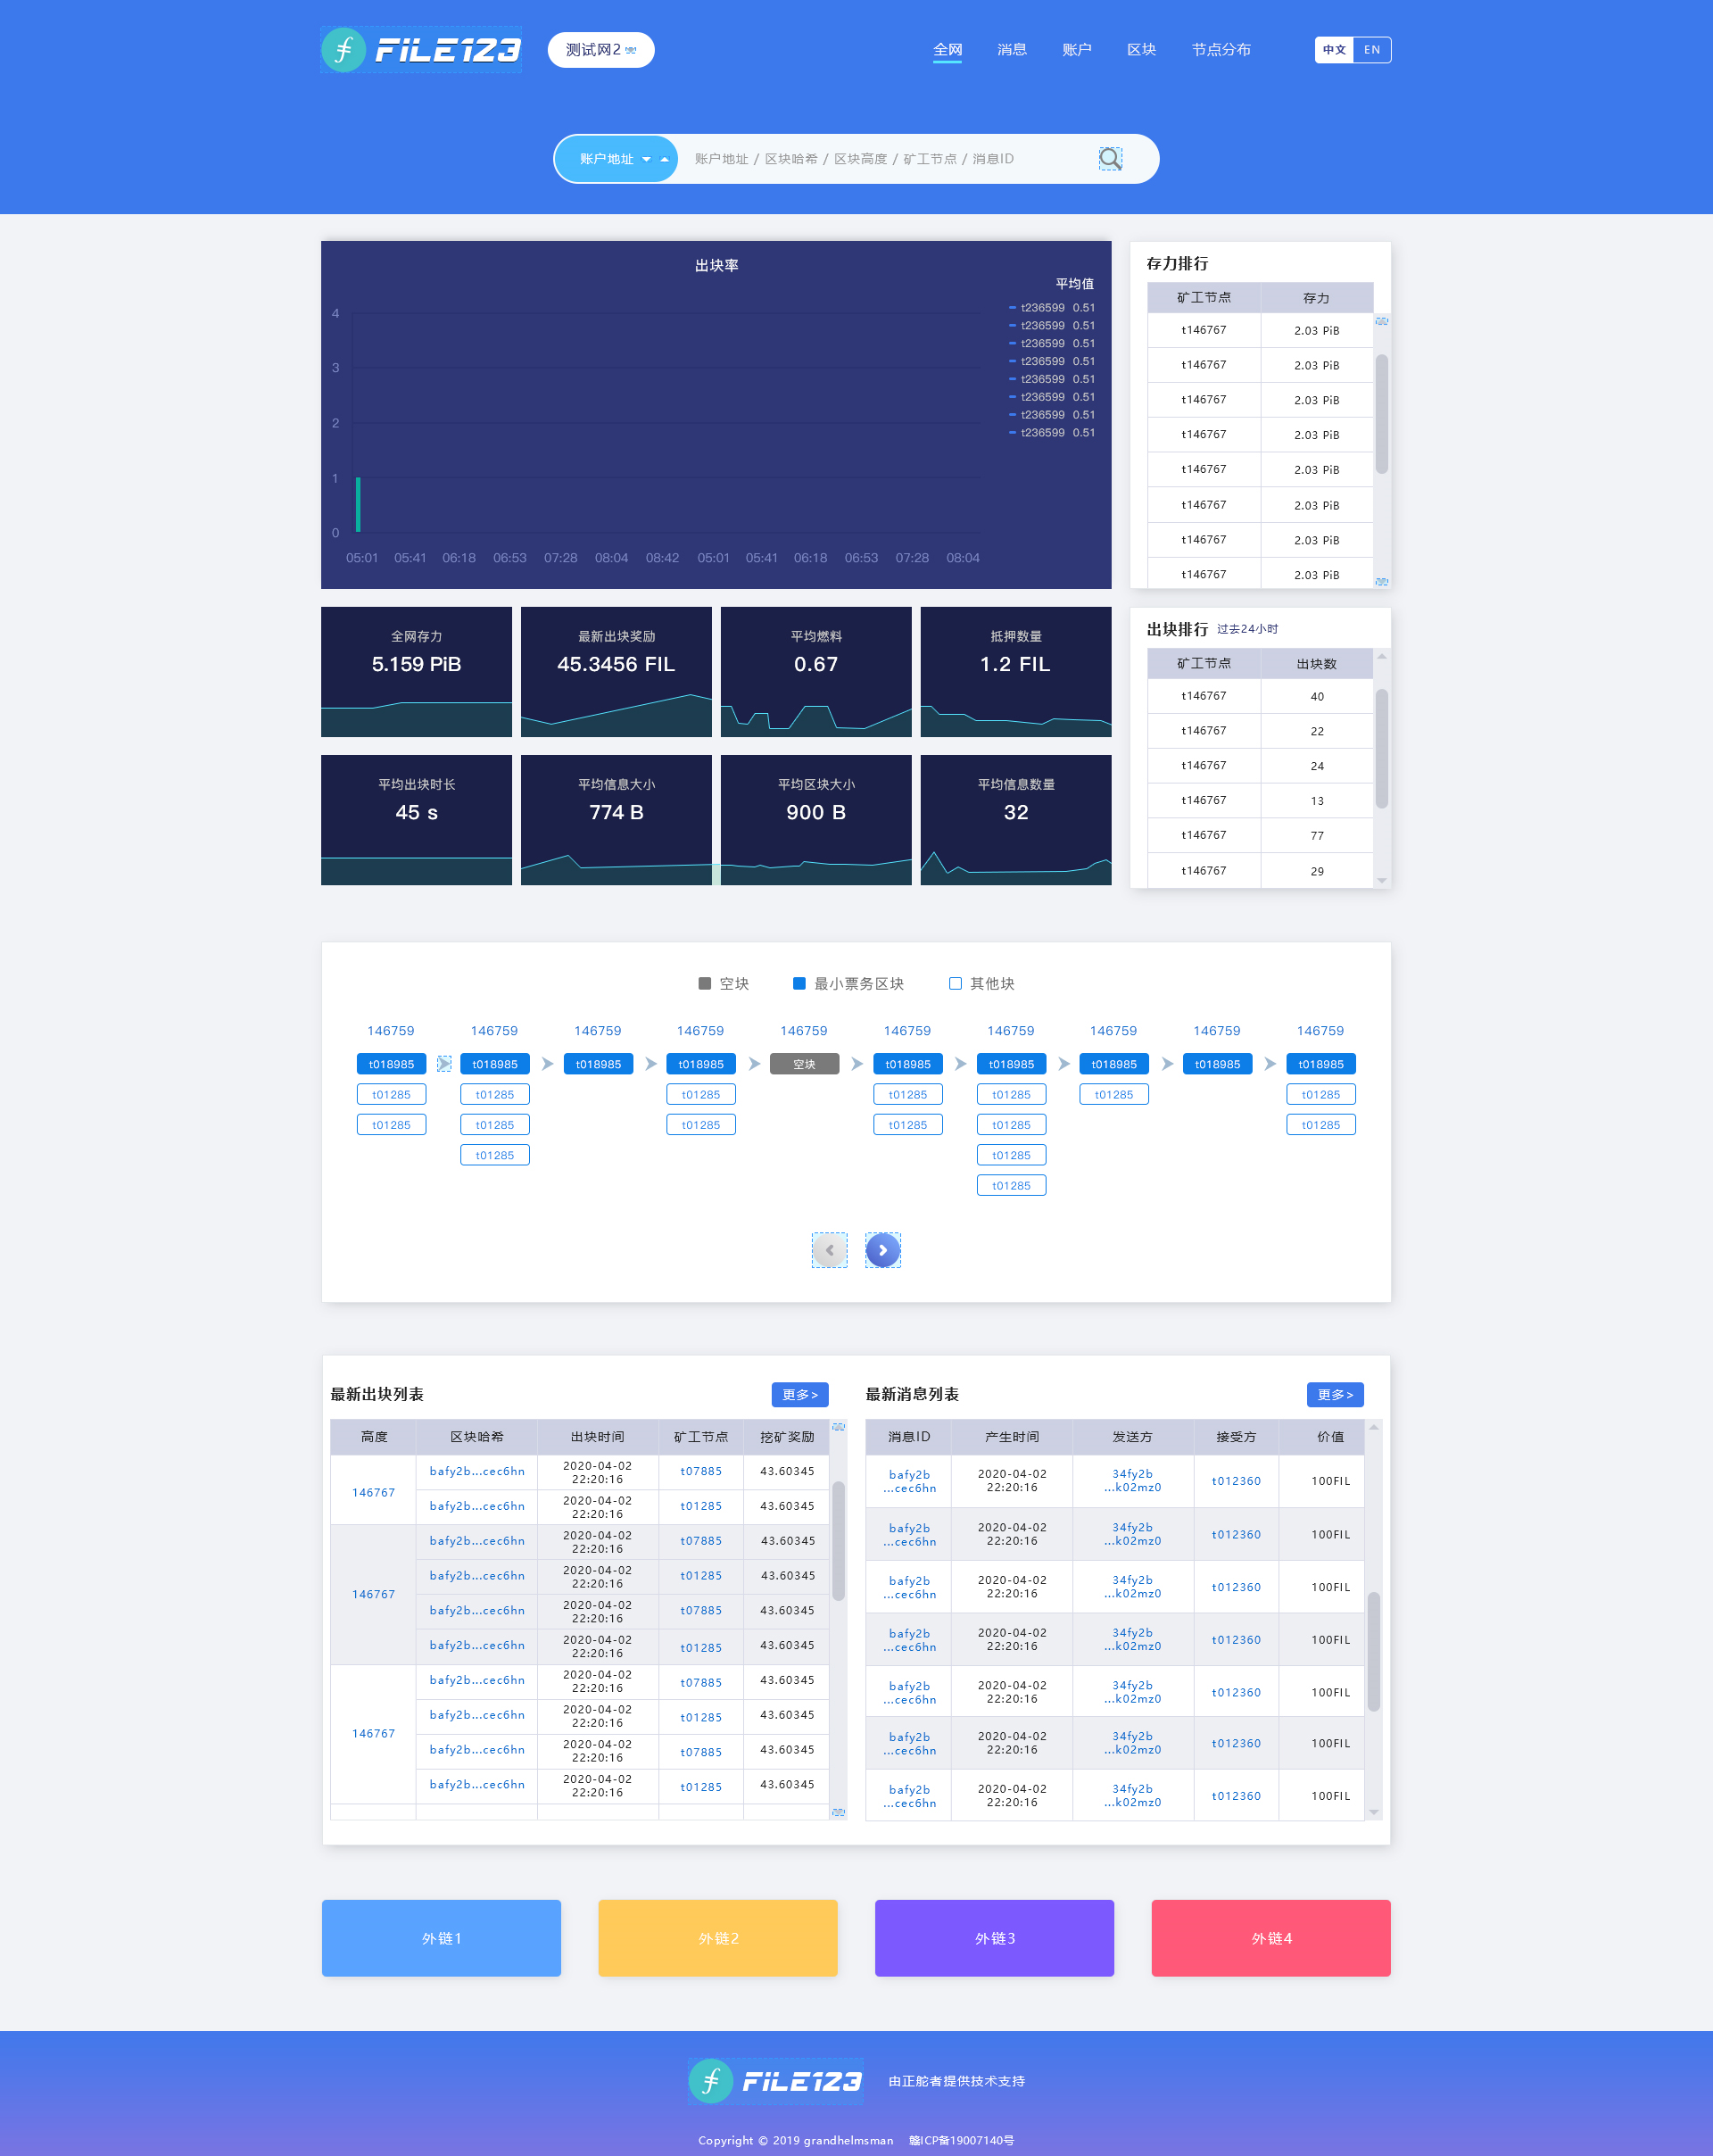 FILE123 测试网2 全网 消息 账户 区块 节点分布 中文 EN
账户地址 账户地址 / 区块哈希 / 区块高度 / 矿工节点 / 消息ID
出块率
平均值
t236599 0.51
t236599 0.51
t236599 0.51
t236599 0.51
t236599 0.51
t236599 0.51
t236599 0.51
t236599 0.51
4
3
2
1
0
05:01 05:41 06:18 06:53 07:28 08:04 08:42 05:01 05:41 06:18 06:53 07:28 08:04
存力排行
矿工节点 存力
t146767 2.03 PiB
t146767 2.03 PiB
t146767 2.03 PiB
t146767 2.03 PiB
t146767 2.03 PiB
t146767 2.03 PiB
t146767 2.03 PiB
t146767 2.03 PiB
全网存力 最新出块奖励 平均燃料 抵押数量
5.159 PiB 45.3456 FIL 0.67 1.2 FIL
平均出块时长 平均信息大小 平均区块大小 平均信息数量
45 s 774 B 900 B 32
出块排行 过去24小时
矿工节点 出块数
t146767 40
t146767 22
t146767 24
t146767 13
t146767 77
t146767 29
空块 最小票务区块 其他块
146759 146759 146759 146759 146759 146759 146759 146759 146759 146759
t018985 t018985 t018985 t018985 空块 t018985 t018985 t018985 t018985 t018985
t01285 t01285 t01285 t01285 t01285 t01285 t01285
t01285 t01285 t01285 t01285 t01285 t01285
t01285 t01285
t01285
最新出块列表 更多>
高度 区块哈希 出块时间 矿工节点 挖矿奖励
146767
bafy2b...cec6hn 2020-04-02 22:20:16 t07885 43.60345
bafy2b...cec6hn 2020-04-02 22:20:16 t01285 43.60345
146767
bafy2b...cec6hn 2020-04-02 22:20:16 t07885 43.60345
bafy2b...cec6hn 2020-04-02 22:20:16 t01285 43.60345
bafy2b...cec6hn 2020-04-02 22:20:16 t07885 43.60345
bafy2b...cec6hn 2020-04-02 22:20:16 t01285 43.60345
146767
bafy2b...cec6hn 2020-04-02 22:20:16 t07885 43.60345
bafy2b...cec6hn 2020-04-02 22:20:16 t01285 43.60345
bafy2b...cec6hn 2020-04-02 22:20:16 t07885 43.60345
bafy2b...cec6hn 2020-04-02 22:20:16 t01285 43.60345
最新消息列表 更多>
消息ID 产生时间 发送方 接受方 价值
bafy2b 2020-04-02 34fy2b t012360 100FIL
...cec6hn 22:20:16 ...k02mz0
bafy2b 2020-04-02 34fy2b t012360 100FIL
...cec6hn 22:20:16 ...k02mz0
bafy2b 2020-04-02 34fy2b t012360 100FIL
...cec6hn 22:20:16 ...k02mz0
bafy2b 2020-04-02 34fy2b t012360 100FIL
...cec6hn 22:20:16 ...k02mz0
bafy2b 2020-04-02 34fy2b t012360 100FIL
...cec6hn 22:20:16 ...k02mz0
bafy2b 2020-04-02 34fy2b t012360 100FIL
...cec6hn 22:20:16 ...k02mz0
bafy2b 2020-04-02 34fy2b t012360 100FIL
...cec6hn 22:20:16 ...k02mz0
外链1 外链2 外链3 外链4
FILE123 由正舵者提供技术支持
Copyright © 2019 grandhelmsman 赣ICP备19007140号